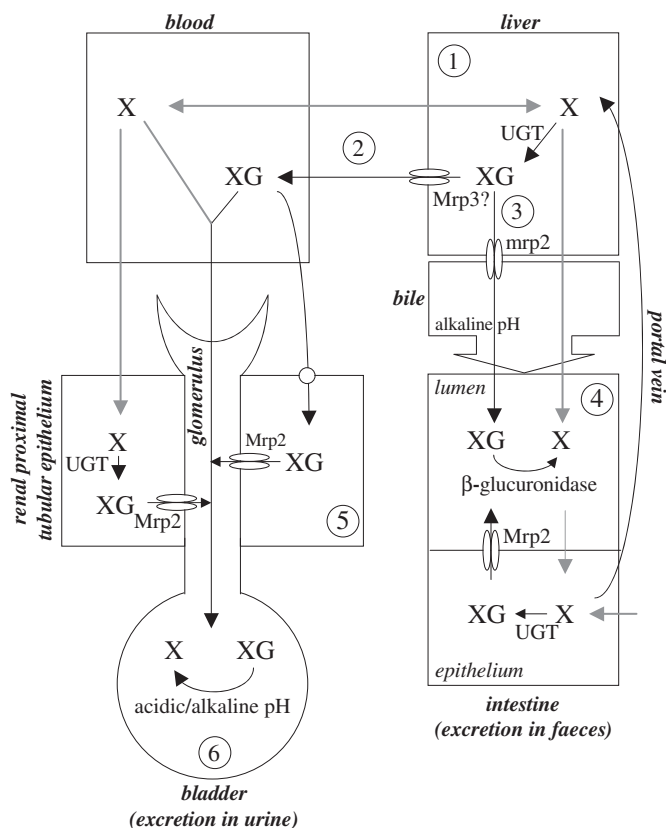 blood
liver
1
X
X
UGT
2
XG
XG
Mrp3?
3
mrp2
bile
alkaline pH
portal vein
glomerulus
lumen
4
renal proximal
tubular epithelium
X
UGT
XG
Mrp2
Mrp2
XG
5
XG
X
β-glucuronidase
Mrp2
XG
UGT
X
epithelium
X
XG
acidic/alkaline pH
6
intestine
(excretion in faeces)
bladder
(excretion in urine)